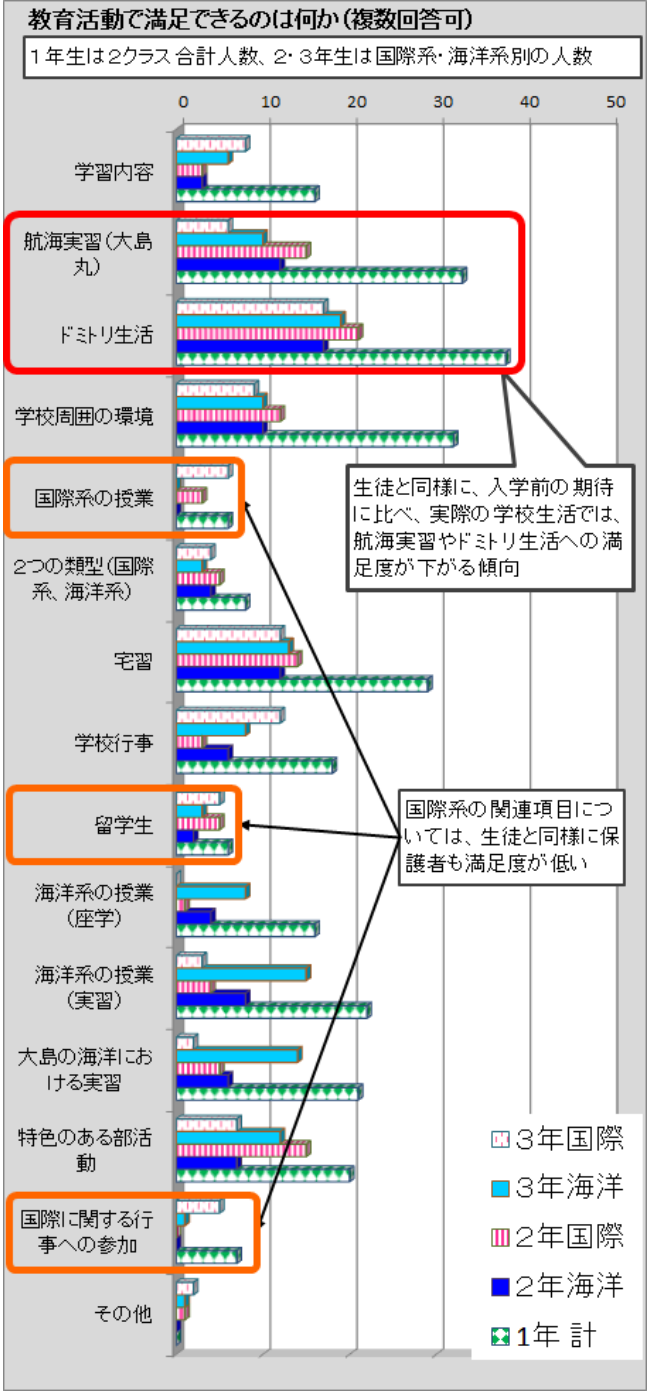 教育活動で満足できるのは何か(複数回答可)
1年生は2クラス合計人数、2・3年生は国際系・海洋系別の人数
0 10 20 30 40 50
学習内容
航海実習(大島
丸)
ドミトリ生活
学校周囲の環境
国際系の授業
生徒と同様に、入学前の期待
に比べ、実際の学校生活では、
航海実習やドミトリ生活への満
足度が下がる傾向
2つの類型(国際
系、海洋系)
宅習
学校行事
留学生
国際系の関連項目につ
いては、生徒と同様に保
護者も満足度が低い
海洋系の授業
(座学)
海洋系の授業
(実習)
大島の海洋にお
ける実習
特色のある部活
動
国際に関する行
事への参加
その他
3年国際
3年海洋
2年国際
2年海洋
1年 計